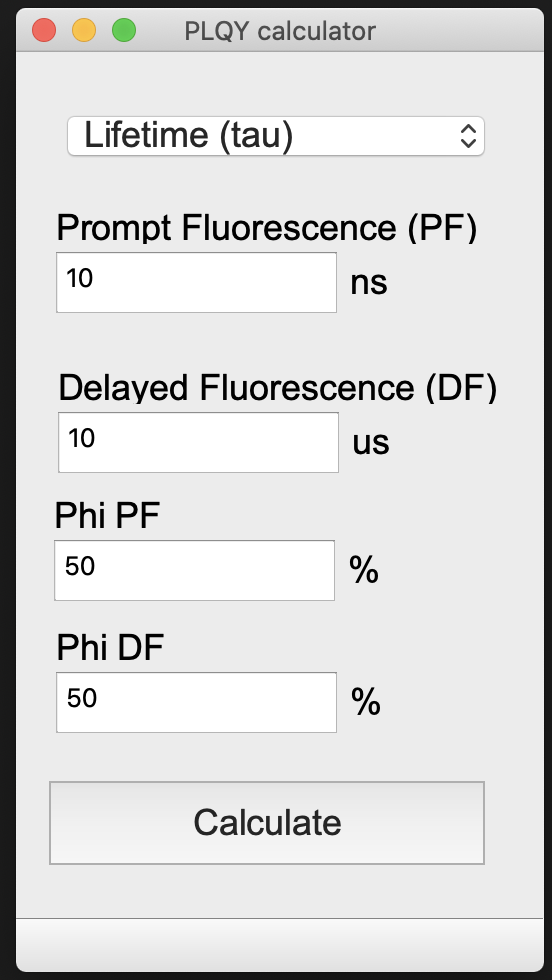 PLQY calculator
Lifetime (tau)
Prompt Fluorescence (PF)
10 ns
Delayed Fluorescence (DF)
10 us
Phi PF
50 %
Phi DF
50 %
Calculate